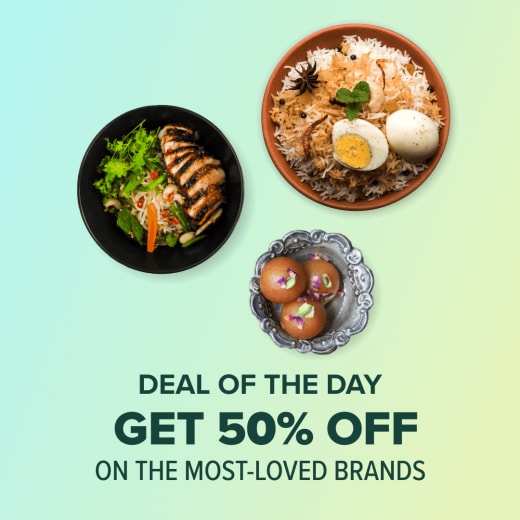 DEAL OF THE DAY
GET 50% OFF
ON THE MOST-LOVED BRANDS